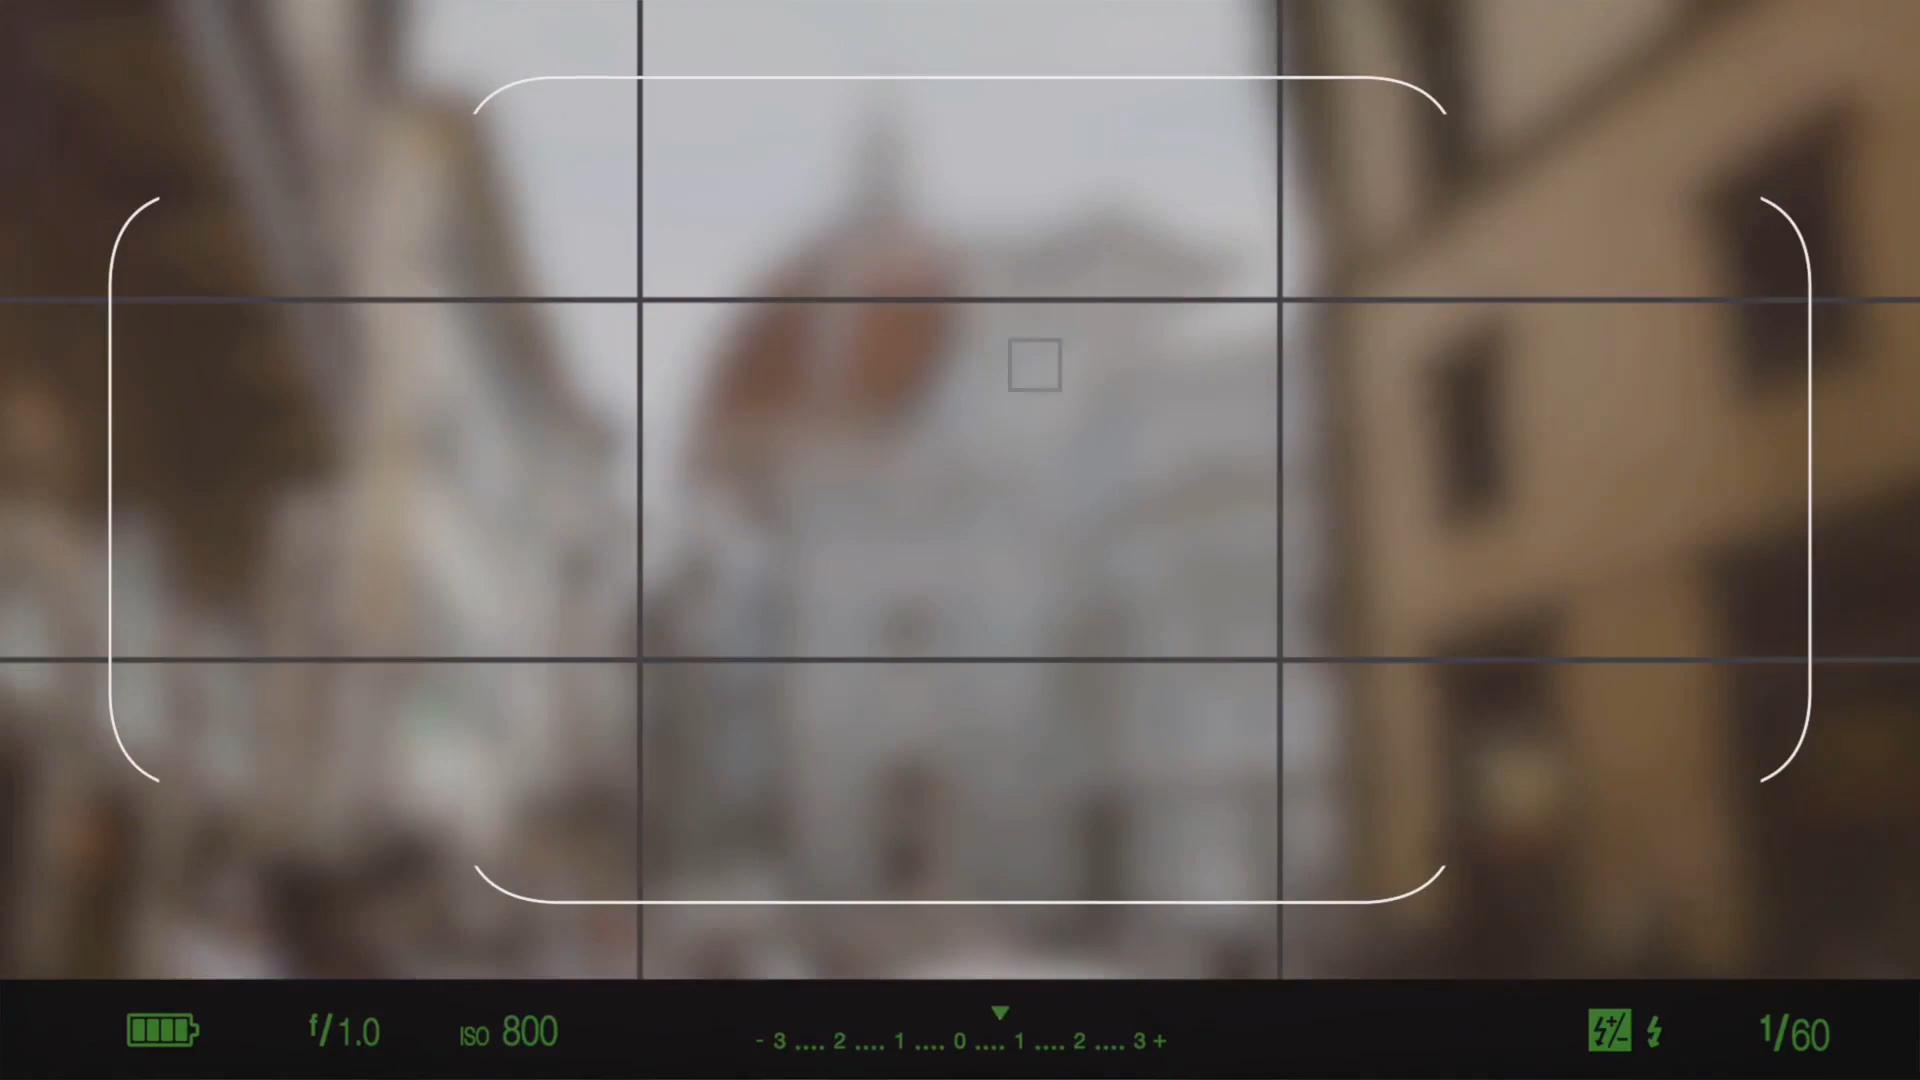 f/1.0
ISO 800
- 3 .... 2 .... 1 .... 0 .... 1 .... 2 .... 3 +
1/60